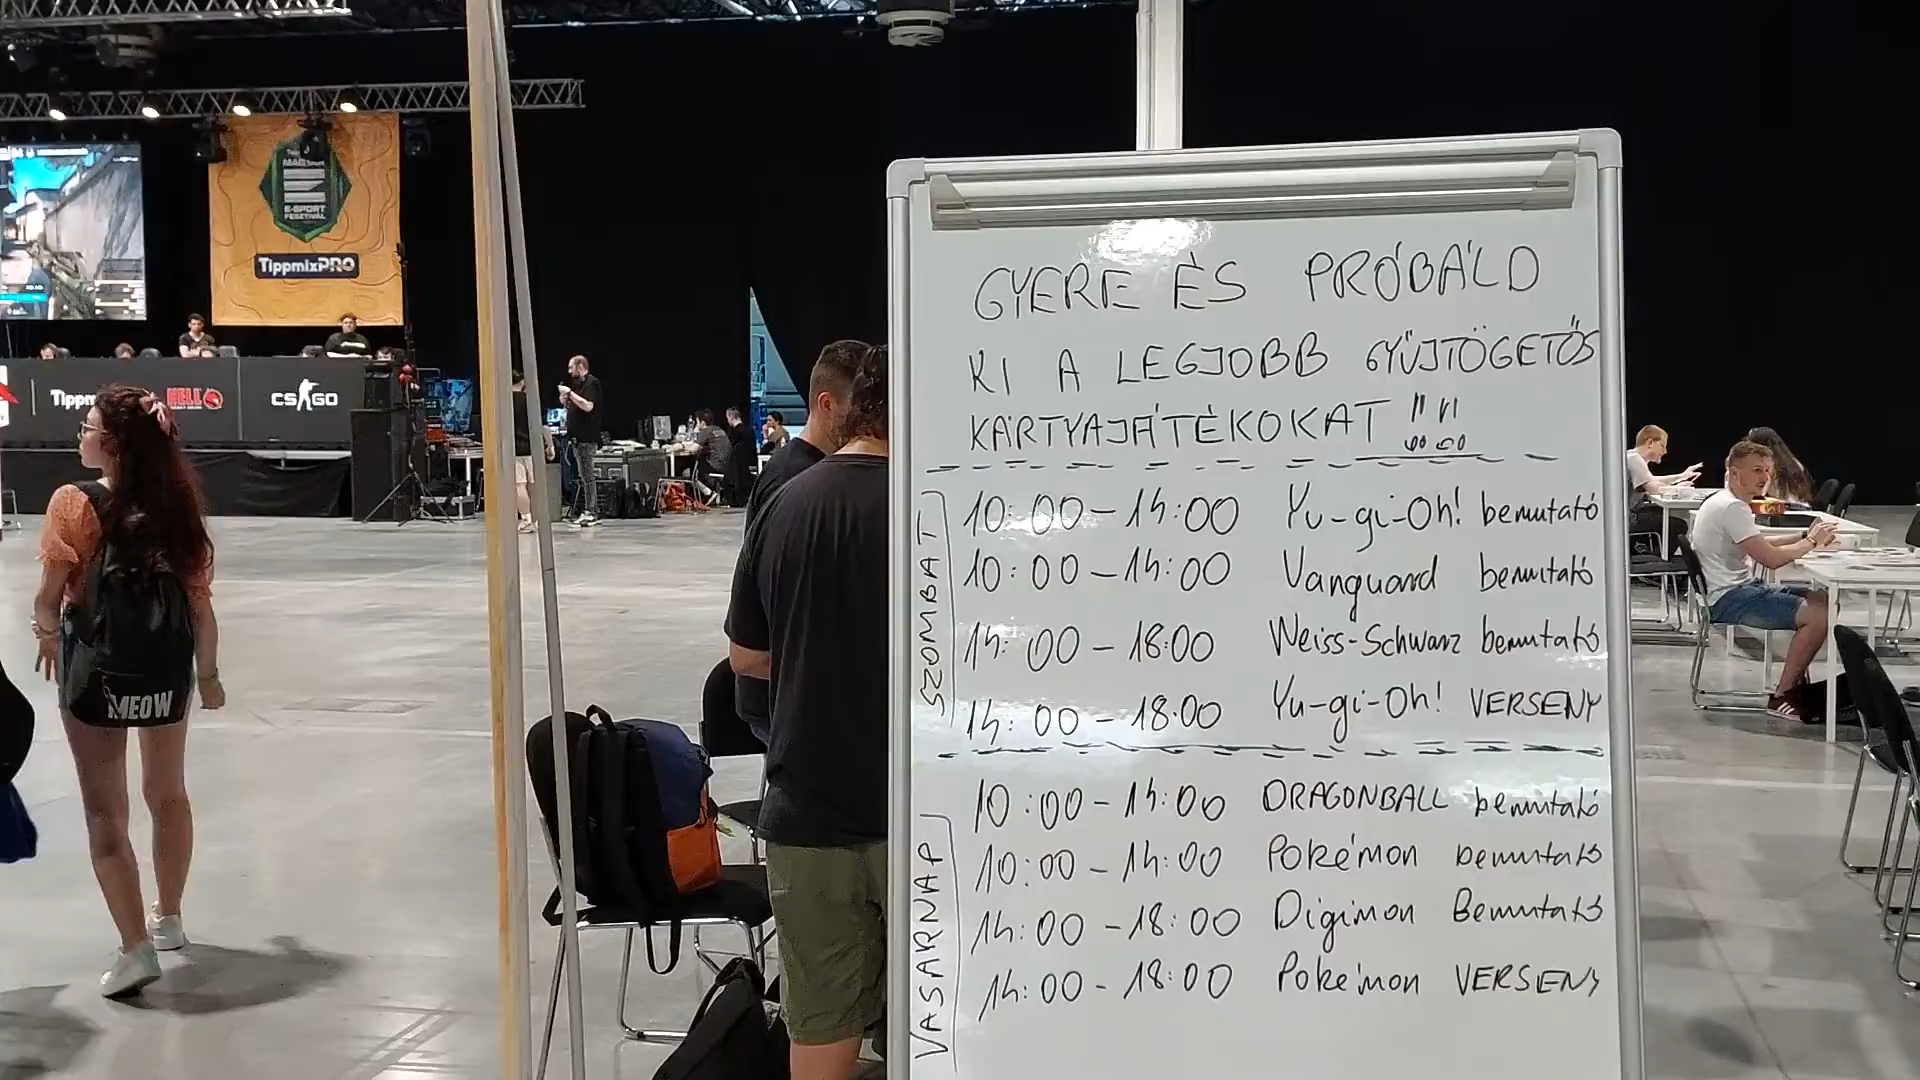 MAG
E-SPORT
FESZTIVÁL
TippmixPRO
HELL
CS GO
MEOW
GYERE ÉS PRÓBÁLD
KI A LEGJOBB GYŰJTÖGETŐS
KÁRTYAJÁTÉKOKAT !!!!
SZOMBAT
10:00-14:00 Yu-gi-Oh! bemutató
10:00-14:00 Vanguard bemutató
14:00-18:00 Weiss-Schwarz bemutató
14:00-18:00 Yu-gi-Oh! VERSENY
VASÁRNAP
10:00-14:00 DRAGONBALL bemutató
10:00-14:00 Pokémon bemutató
14:00-18:00 Digimon Bemutató
14:00-18:00 Pokémon VERSENY